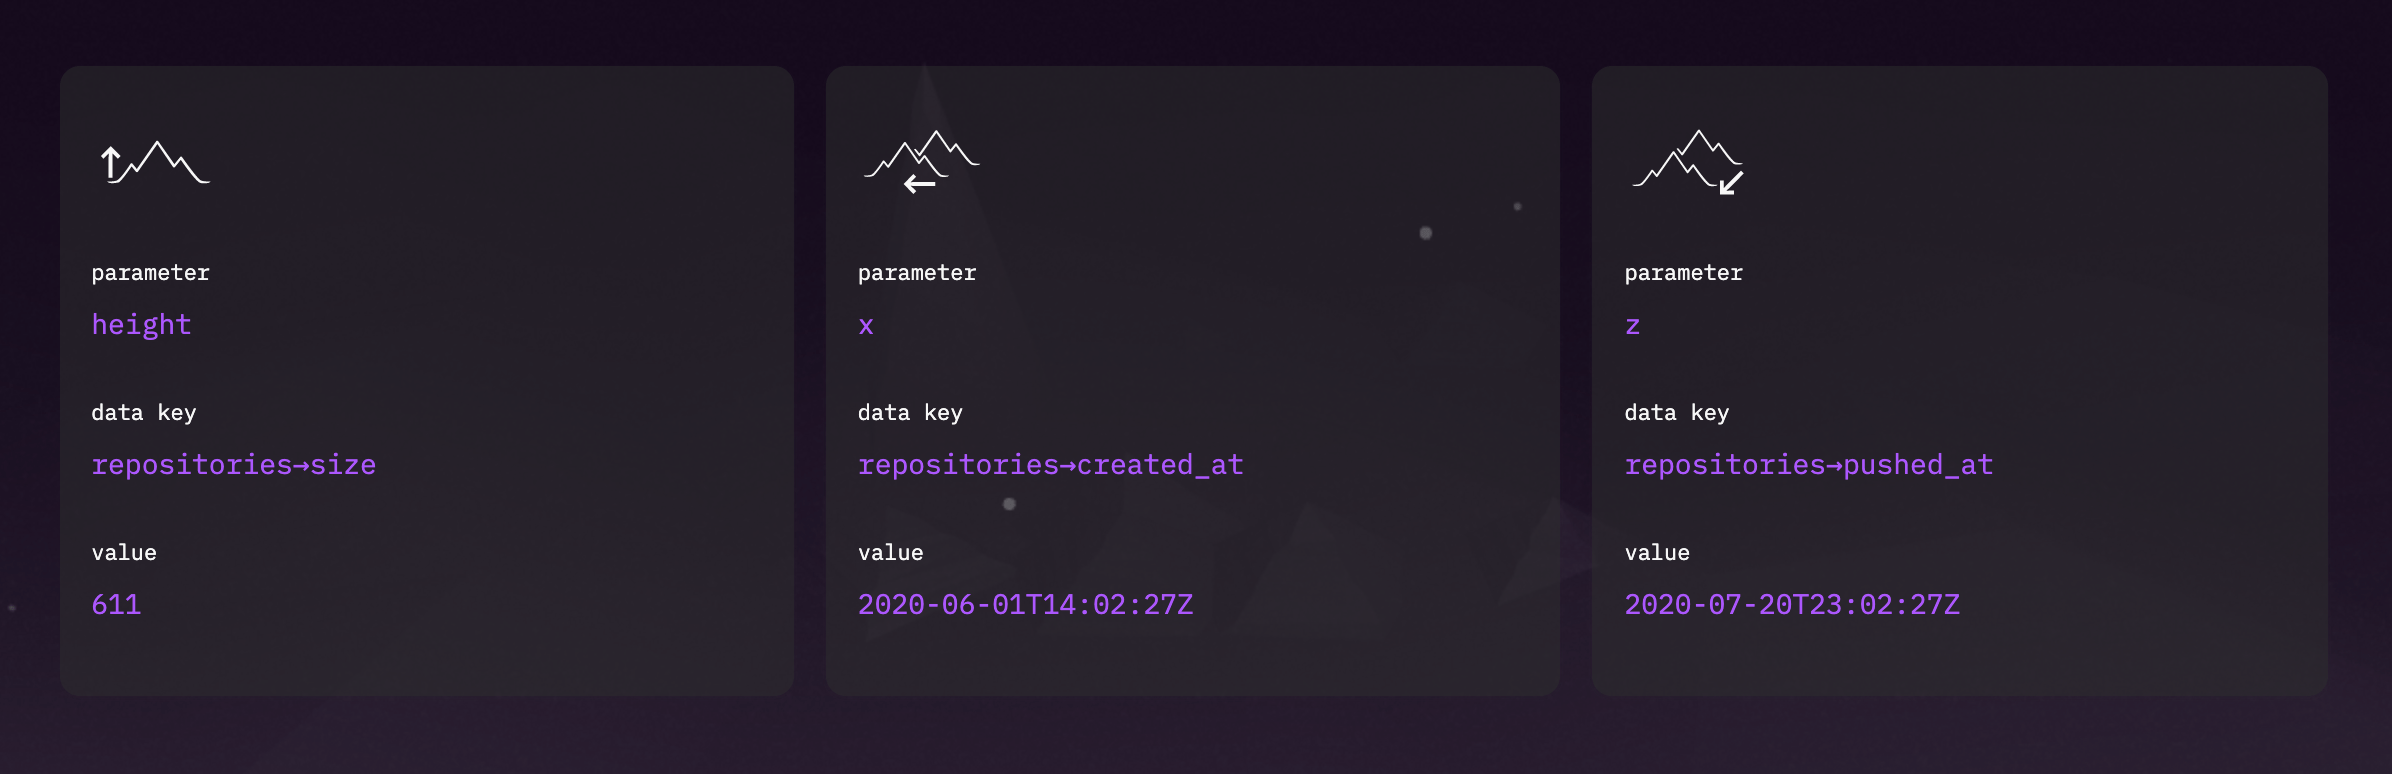 parameter
height
data key
repositories→size
value
611
parameter
x
data key
repositories→created_at
value
2020-06-01T14:02:27Z
parameter
z
data key
repositories→pushed_at
value
2020-07-20T23:02:27Z